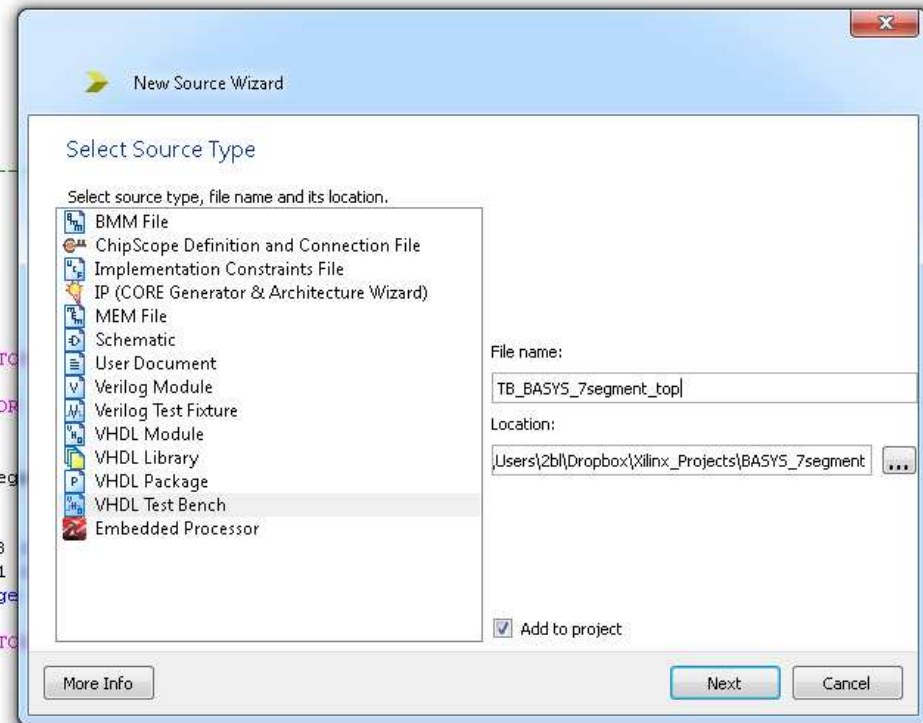 New Source Wizard
Select Source Type
Select source type, file name and its location.
BMM File
ChipScope Definition and Connection File
Implementation Constraints File
IP (CORE Generator & Architecture Wizard)
MEM File
Schematic
User Document
Verilog Module
Verilog Test Fixture
VHDL Module
VHDL Library
VHDL Package
VHDL Test Bench
Embedded Processor
File name:
TB_BASYS_7segment_top
Location:
Users\2bl\Dropbox\Xilinx_Projects\BASYS_7segment
...
Add to project
More Info
Next
Cancel